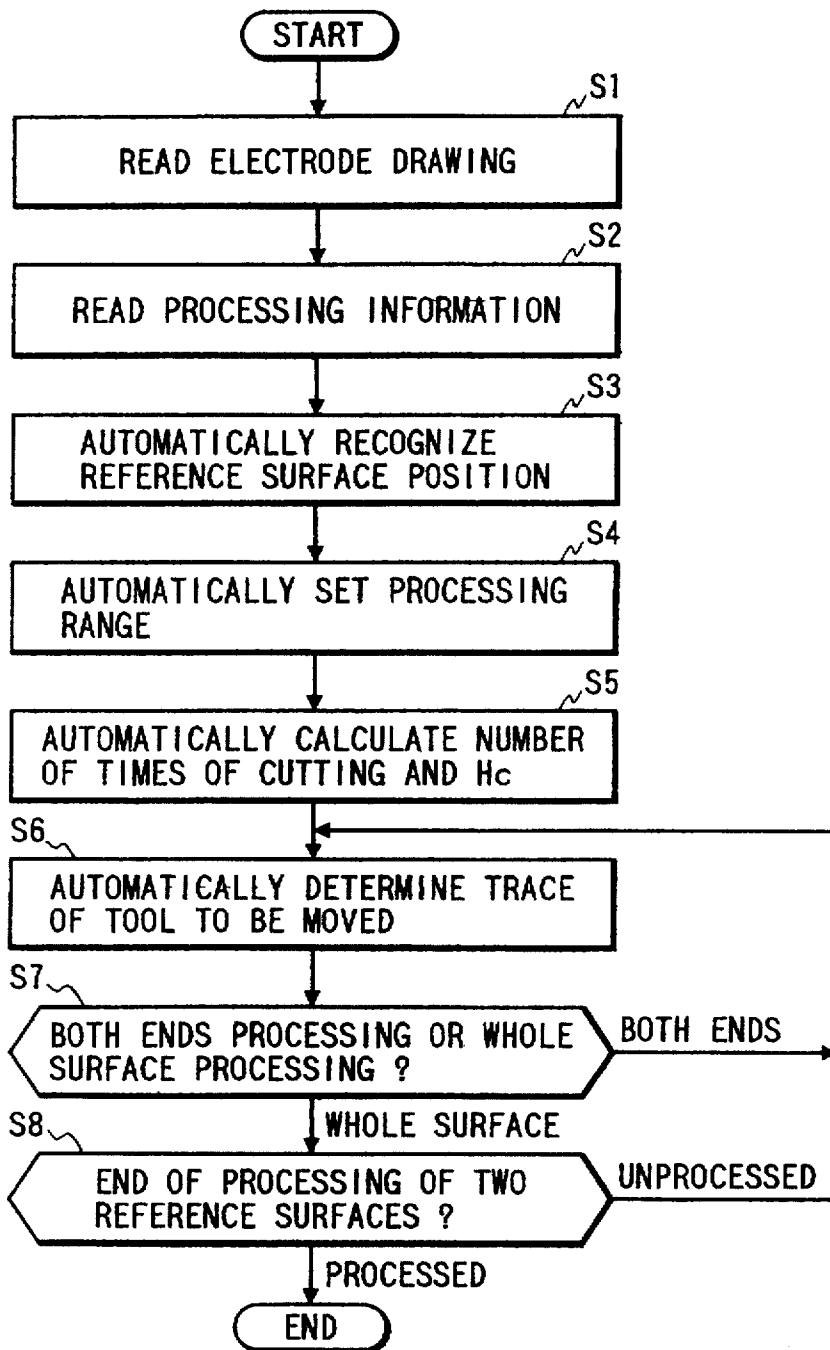 START
S1
READ ELECTRODE DRAWING
S2
READ PROCESSING INFORMATION
S3
AUTOMATICALLY RECOGNIZE
REFERENCE SURFACE POSITION
S4
AUTOMATICALLY SET PROCESSING
RANGE
S5
AUTOMATICALLY CALCULATE NUMBER
OF TIMES OF CUTTING AND Hc
S6
AUTOMATICALLY DETERMINE TRACE
OF TOOL TO BE MOVED
S7
BOTH ENDS PROCESSING OR WHOLE
SURFACE PROCESSING ?
BOTH ENDS
WHOLE SURFACE
S8
END OF PROCESSING OF TWO
REFERENCE SURFACES ?
UNPROCESSED
PROCESSED
END